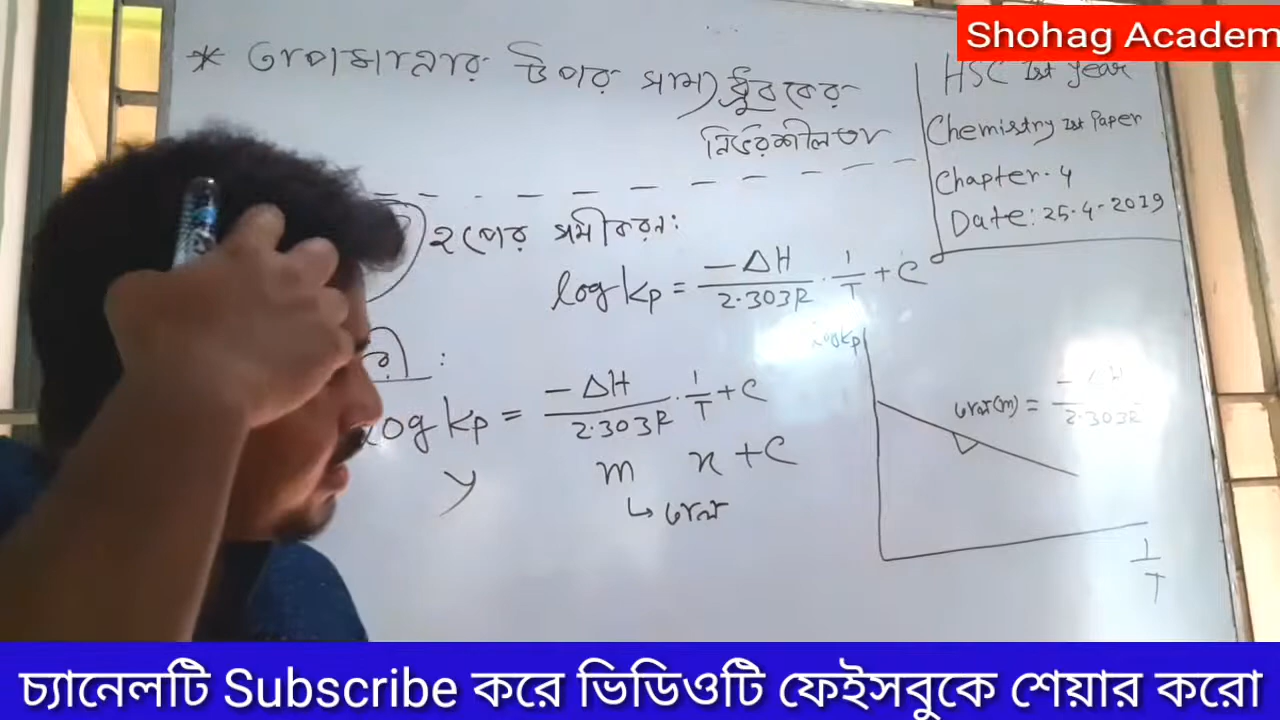 Shohag Academ
* তাপমাত্রার উপর সাম্যধ্রুবকের
নির্ভরশীলতা
HSC 1st year
Chemistry 1st Paper
Chapter-4
Date: 25-4-2019
হফের সমীকরণ:
log Kp = -ΔH / 2.303R · 1/T + C
রী :
log Kp = -ΔH / 2.303R · 1/T + C
y m x + C
↳ ঢাল
log Kp
ঢাল(m) = -ΔH / 2.303R
1/T
চ্যানেলটি Subscribe করে ভিডিওটি ফেইসবুকে শেয়ার করো